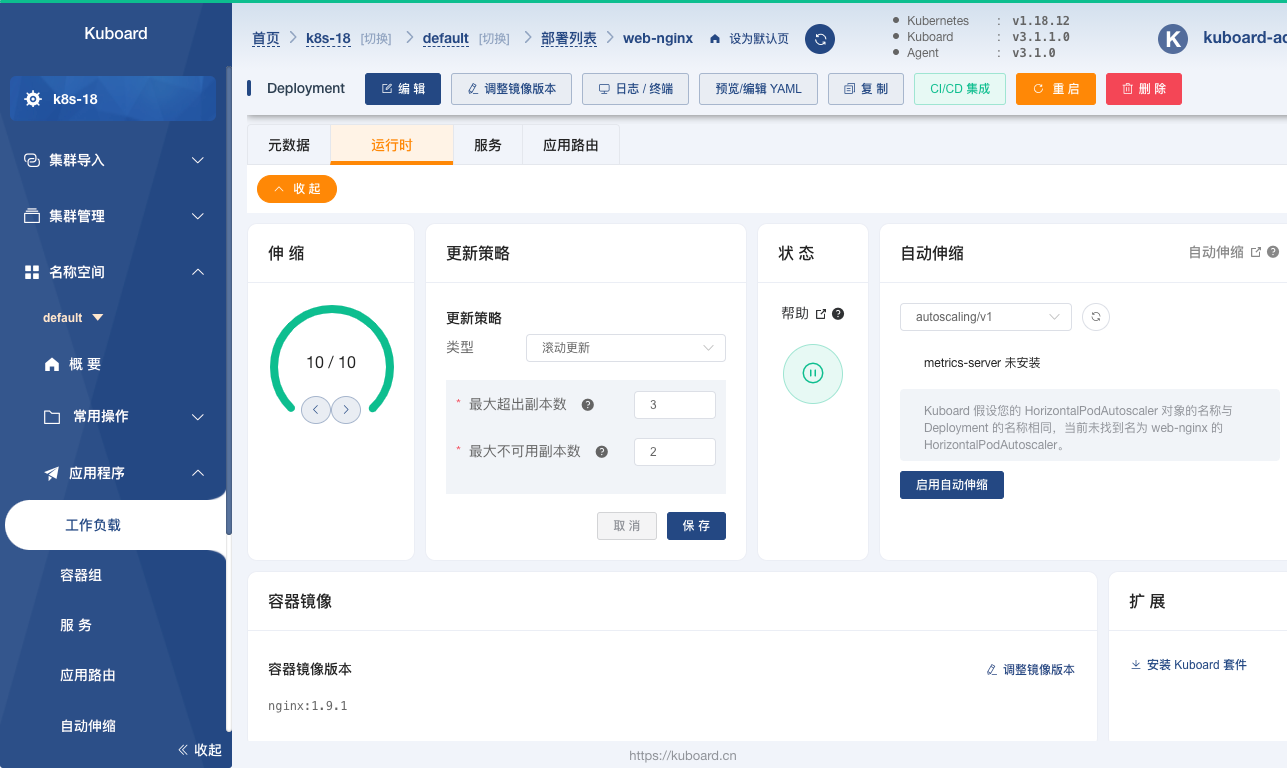 Kuboard
首页 k8s-18 [切换] default [切换] 部署列表 web-nginx 设为默认页
Kubernetes : v1.18.12
Kuboard : v3.1.1.0
Agent : v3.1.0
K kuboard-ad
k8s-18
集群导入
集群管理
名称空间
default
概 要
常用操作
应用程序
工作负载
容器组
服 务
应用路由
自动伸缩
收起
Deployment 编 辑 调整镜像版本 日志 / 终端 预览/编辑 YAML 复 制 CI/CD 集成 重 启 删 除
元数据 运行时 服务 应用路由
收 起
伸 缩
10 / 10
更新策略
更新策略
类型 滚动更新
* 最大超出副本数 ? 3
* 最大不可用副本数 ? 2
取 消 保 存
状 态
帮助 ?
自动伸缩 自动伸缩 ?
autoscaling/v1
metrics-server 未安装
Kuboard 假设您的 HorizontalPodAutoscaler 对象的名称与
Deployment 的名称相同，当前未找到名为 web-nginx 的
HorizontalPodAutoscaler。
启用自动伸缩
容器镜像
容器镜像版本 调整镜像版本
nginx:1.9.1
扩 展
安装 Kuboard 套件
https://kuboard.cn